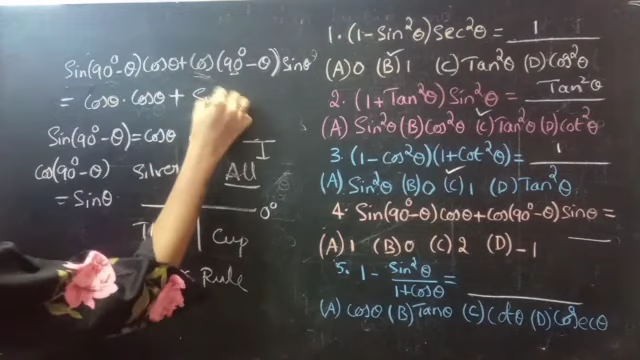 Sin(90°-θ)Cosθ+Cos(90°-θ)Sinθ
= Cosθ·Cosθ + S
Sin(90°-θ)=Cosθ
Cos(90°-θ)
= Sinθ
Silver
All
I
0°
Cup
Rule
1. (1-Sin²θ)Sec²θ = 1
(A) 0 (B) 1 (C) Tan²θ (D) Cos²θ
2. (1+Tan²θ)Sin²θ = Tan²θ
(A) Sin²θ (B) Cos²θ (C) Tan²θ (D) Cot²θ
3. (1-Cos²θ)(1+Cot²θ) = 1
(A) Sin²θ (B) 0 (C) 1 (D) Tan²θ
4. Sin(90°-θ)Cosθ+Cos(90°-θ)Sinθ =
(A) 1 (B) 0 (C) 2 (D) -1
5. 1 - Sin²θ/1+Cosθ =
(A) Cosθ (B) Tanθ (C) Cotθ (D) Cosecθ